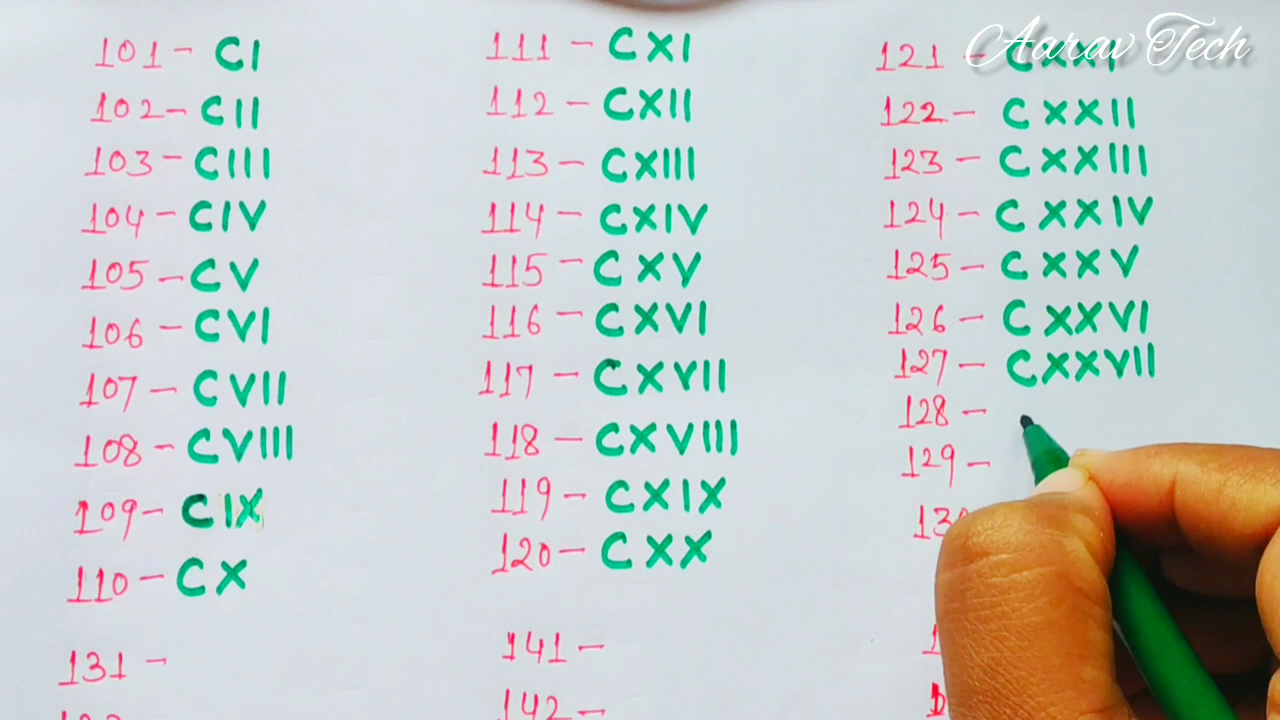 Aarav Tech
101 - CI
102 - CII
103 - CIII
104 - CIV
105 - CV
106 - CVI
107 - CVII
108 - CVIII
109 - CIX
110 - CX
111 - CXI
112 - CXII
113 - CXIII
114 - CXIV
115 - CXV
116 - CXVI
117 - CXVII
118 - CXVIII
119 - CXIX
120 - CXX
121 - CXXI
122 - CXXII
123 - CXXIII
124 - CXXIV
125 - CXXV
126 - CXXVI
127 - CXXVII
128 -
129 -
131 -
141 -
142 -